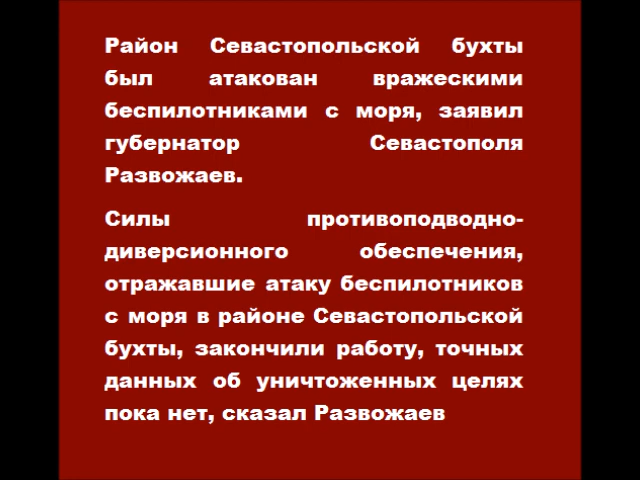 Район Севастопольской бухты
был атакован вражескими
беспилотниками с моря, заявил
губернатор Севастополя
Развожаев.
Силы противоподводно-
диверсионного обеспечения,
отражавшие атаку беспилотников
с моря в районе Севастопольской
бухты, закончили работу, точных
данных об уничтоженных целях
пока нет, сказал Развожаев